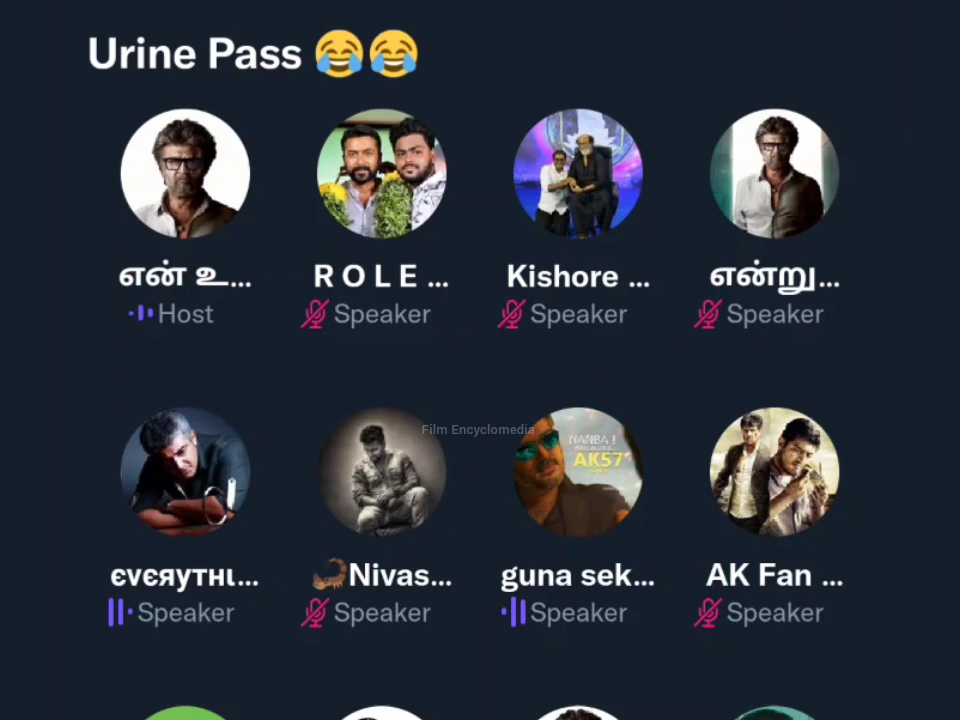 Urine Pass 😂😂
என் உ... R O L E ... Kishore ... என்று...
Host Speaker Speaker Speaker
Film Encyclomedia
NANBA !
AK57
єνєяутнι... 🦂Nivas... guna sek... AK Fan ...
Speaker Speaker Speaker Speaker